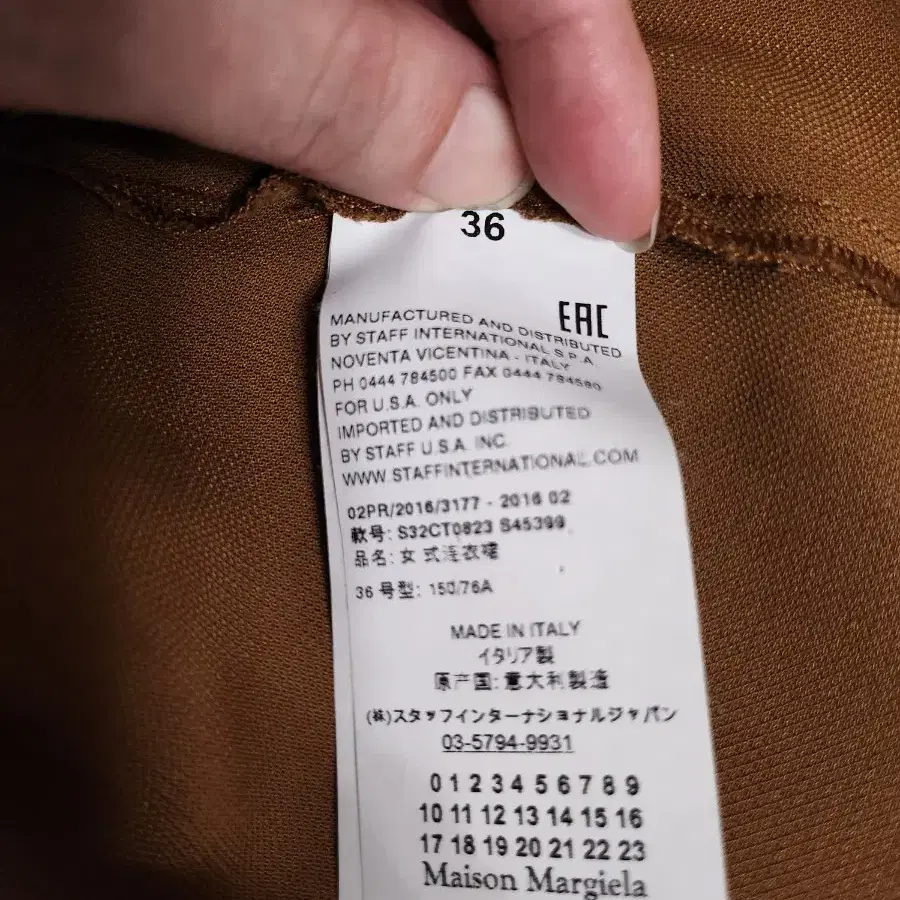 36
EAC
MANUFACTURED AND DISTRIBUTED
BY STAFF INTERNATIONAL S.P.A.
NOVENTA VICENTINA - ITALY
PH 0444 784500 FAX 0444 784590
FOR U.S.A. ONLY
IMPORTED AND DISTRIBUTED
BY STAFF U.S.A. INC.
WWW.STAFFINTERNATIONAL.COM
02PR/2016/3177 - 2016 02
款号: S32CT0823 S45399
品名: 女式连衣裙
36 号型: 150/76A
MADE IN ITALY
イタリア製
原产国: 意大利製造
(株)スタッフインターナショナルジャパン
03-5794-9931
0 1 2 3 4 5 6 7 8 9
10 11 12 13 14 15 16
17 18 19 20 21 22 23
Maison Margiela